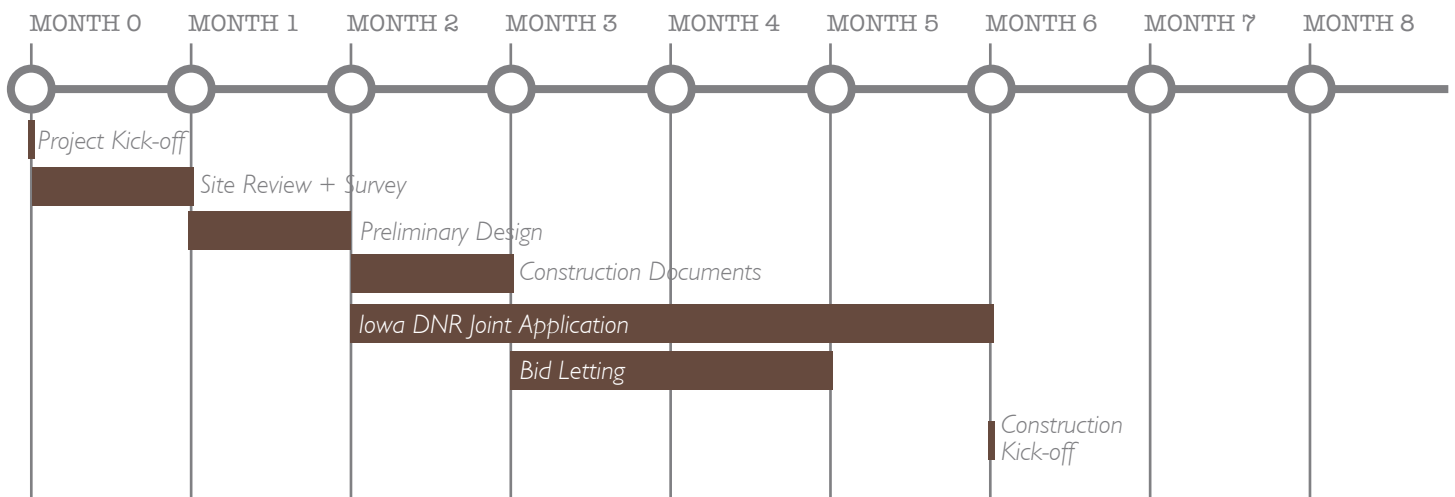 MONTH 0 MONTH 1 MONTH 2 MONTH 3 MONTH 4 MONTH 5 MONTH 6 MONTH 7 MONTH 8
Project Kick-off
Site Review + Survey
Preliminary Design
Construction Documents
Iowa DNR Joint Application
Bid Letting
Construction
Kick-off